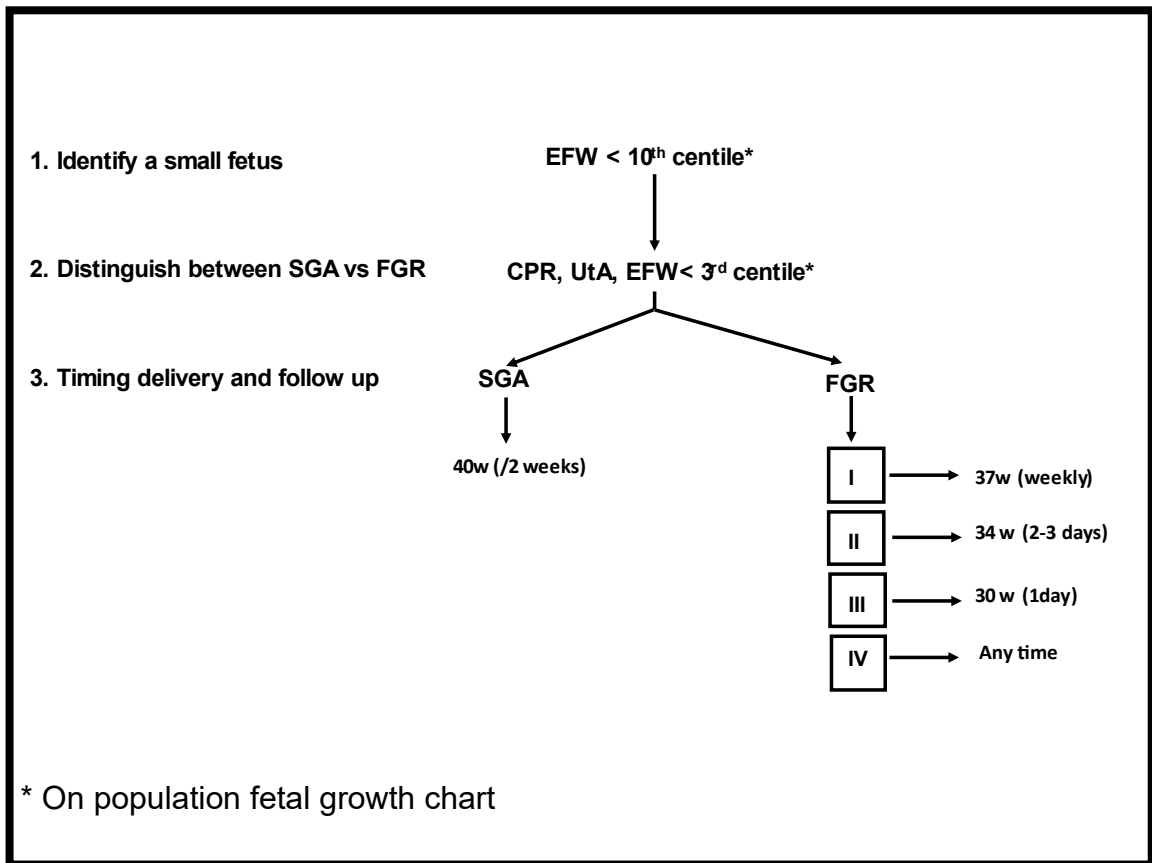 1. Identify a small fetus
EFW < 10th centile*
2. Distinguish between SGA vs FGR
CPR, UtA, EFW< 3rd centile*
3. Timing delivery and follow up
SGA
FGR
40w (/2 weeks)
I
37w (weekly)
II
34 w (2-3 days)
III
30 w (1day)
IV
Any time
* On population fetal growth chart